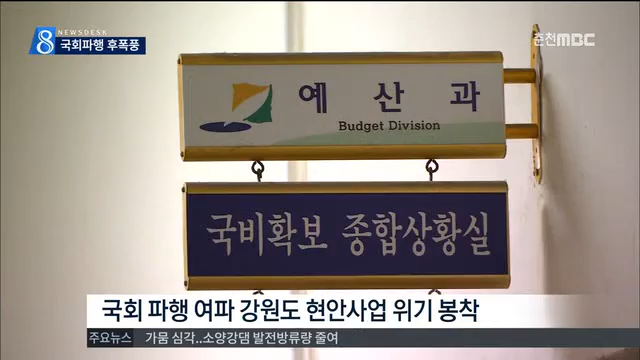 NEWSDESK
8 국회파행 후폭풍
춘천MBC
예산과
Budget Division
국비확보 종합상황실
국회 파행 여파 강원도 현안사업 위기 봉착
주요뉴스 가뭄 심각..소양강댐 발전방류량 줄여